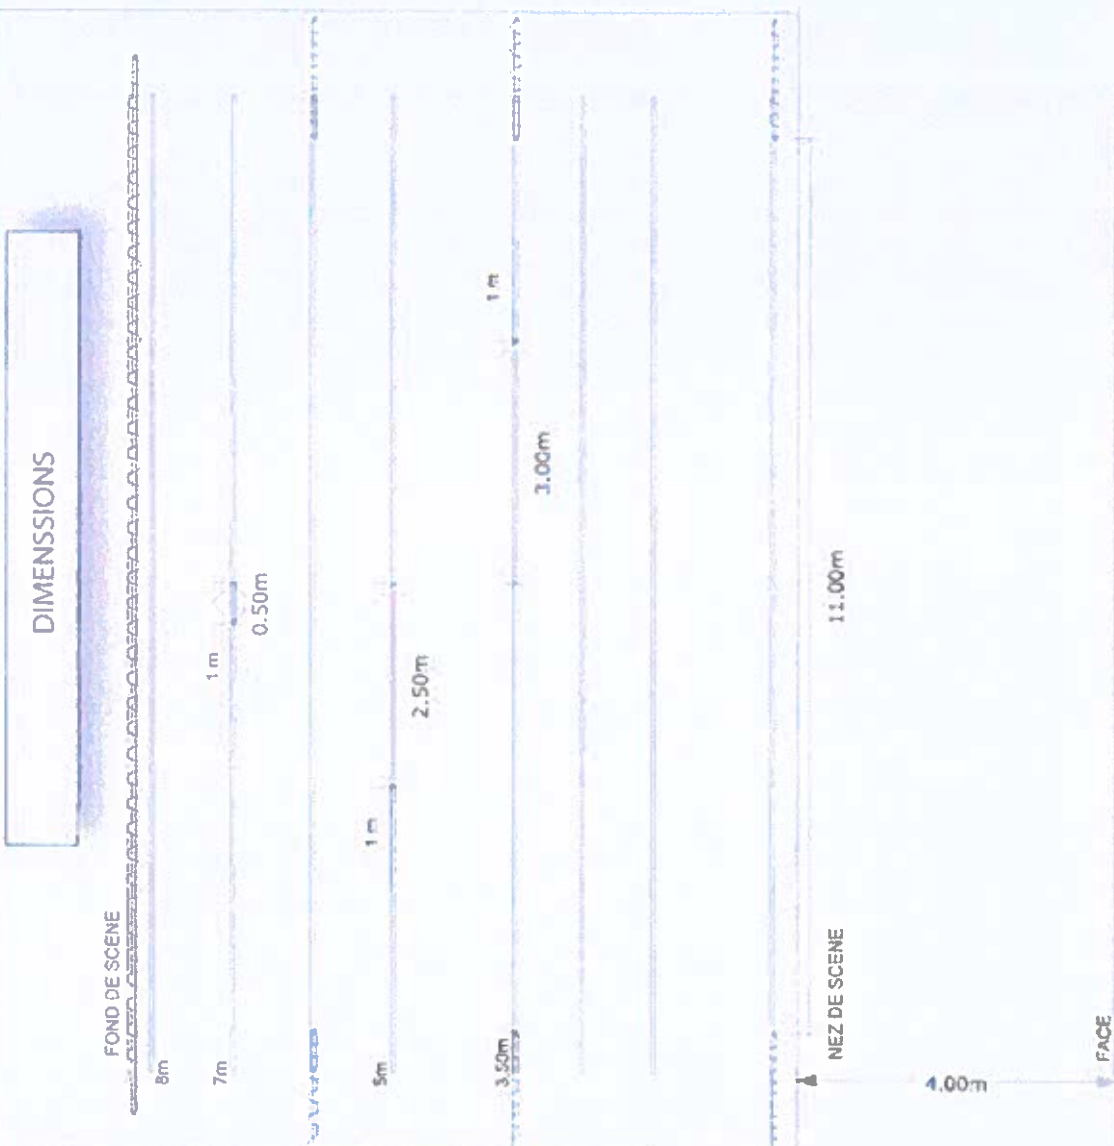 DIMENSSIONS
FOND DE SCENE
8m
7m
1 m
0.50m
5m
1 m
2.50m
3.50m
3.00m
1 m
NEZ DE SCENE
11.00m
4.00m
FACE